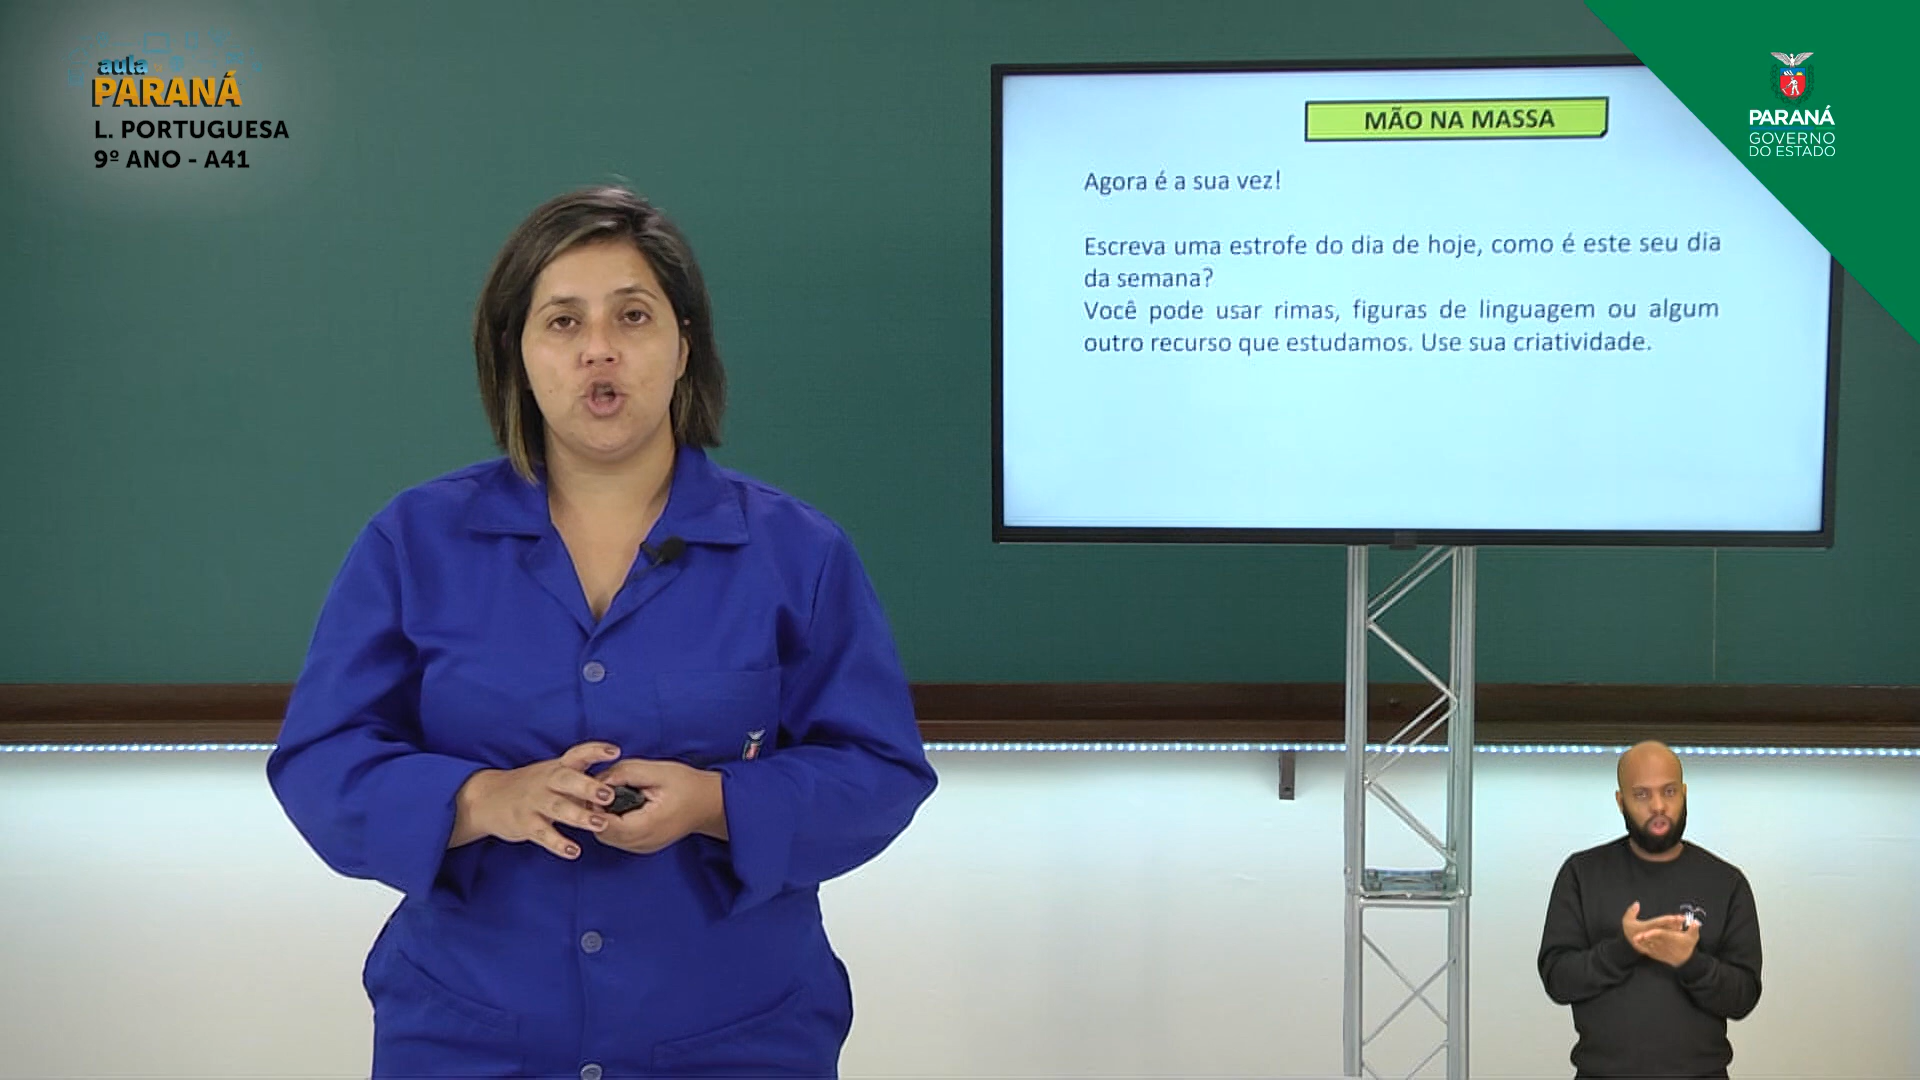 aula
PARANÁ
L. PORTUGUESA
9º ANO - A41
MÃO NA MASSA
Agora é a sua vez!
Escreva uma estrofe do dia de hoje, como é este seu dia
da semana?
Você pode usar rimas, figuras de linguagem ou algum
outro recurso que estudamos. Use sua criatividade.
PARANÁ
GOVERNO
DO ESTADO